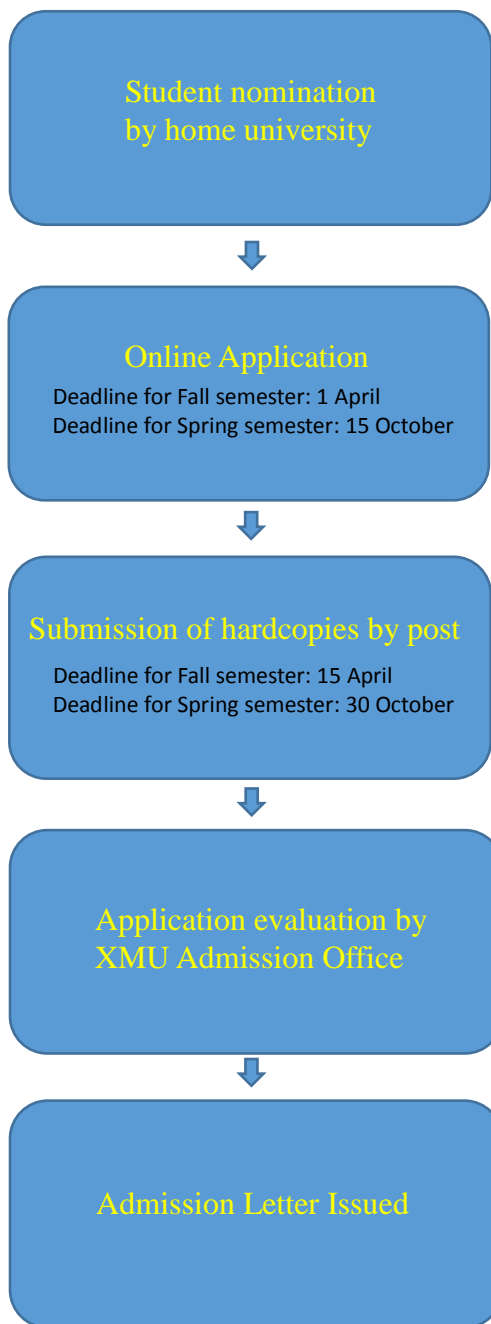 Student nomination
by home university
Online Application
Deadline for Fall semester: 1 April
Deadline for Spring semester: 15 October
Submission of hardcopies by post
Deadline for Fall semester: 15 April
Deadline for Spring semester: 30 October
Application evaluation by
XMU Admission Office
Admission Letter Issued